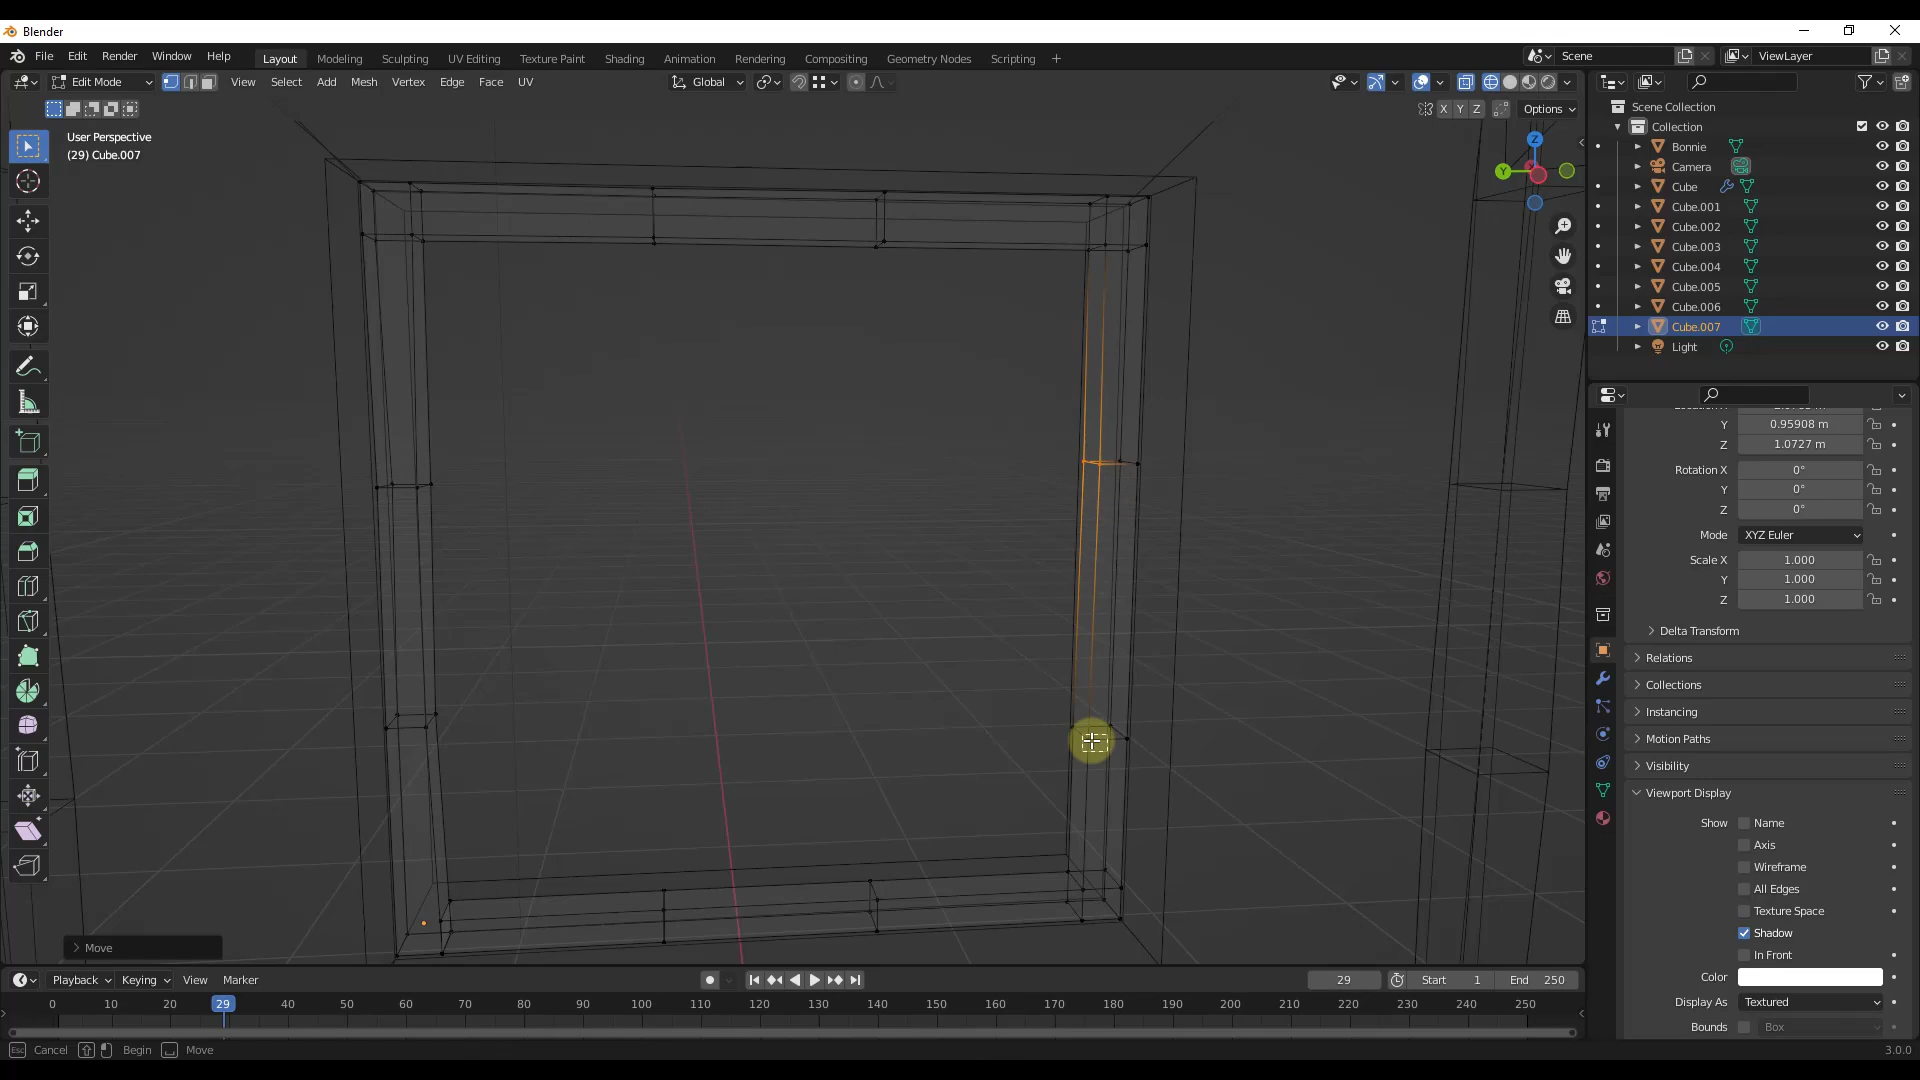 Blender
File Edit Render Window Help Layout Modeling Sculpting UV Editing Texture Paint Shading Animation Rendering Compositing Geometry Nodes Scripting + Scene ViewLayer
Edit Mode View Select Add Mesh Vertex Edge Face UV Global
X Y Z Options
User Perspective
(29) Cube.007
Z
Y
Scene Collection
Collection
Bonnie
Camera
Cube
Cube.001
Cube.002
Cube.003
Cube.004
Cube.005
Cube.006
Cube.007
Light
Y 0.95908 m
Z 1.0727 m
Rotation X 0°
Y 0°
Z 0°
Mode XYZ Euler
Scale X 1.000
Y 1.000
Z 1.000
Delta Transform
Relations
Collections
Instancing
Motion Paths
Visibility
Viewport Display
Show Name
Axis
Wireframe
All Edges
Texture Space
Shadow
In Front
Color
Display As Textured
Bounds Box
Move
Playback Keying View Marker 29 Start 1 End 250
0 10 20 29 40 50 60 70 80 90 100 110 120 130 140 150 160 170 180 190 200 210 220 230 240 250
Esc Cancel Begin Move 3.0.0